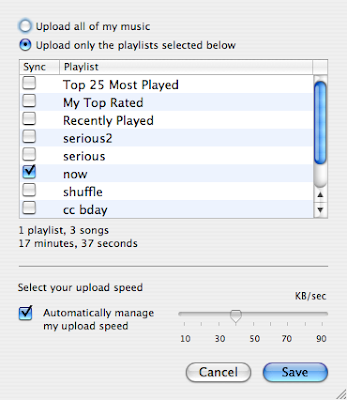 Upload all of my music
Upload only the playlists selected below
Sync Playlist
Top 25 Most Played
My Top Rated
Recently Played
serious2
serious
now
shuffle
cc bday
1 playlist, 3 songs
17 minutes, 37 seconds
Select your upload speed
KB/sec
Automatically manage
my upload speed
10 30 45 50 70 90
Cancel Save